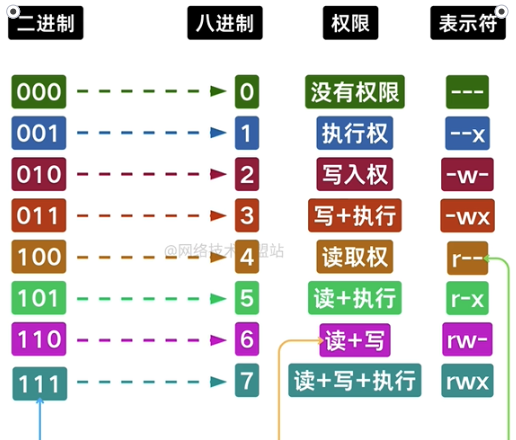 二进制 八进制 权限 表示符
000 0 没有权限 ---
001 1 执行权 --x
010 2 写入权 -w-
011 3 写+执行 -wx
@网络技术联盟站
100 4 读取权 r--
101 5 读+执行 r-x
110 6 读+写 rw-
111 7 读+写+执行 rwx